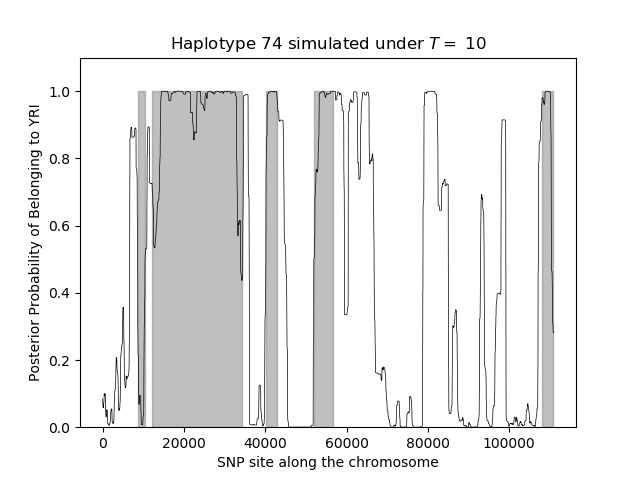 Haplotype 74 simulated under T = 10
Posterior Probability of Belonging to YRI
1.0
0.8
0.6
0.4
0.2
0.0
0 20000 40000 60000 80000 100000
SNP site along the chromosome